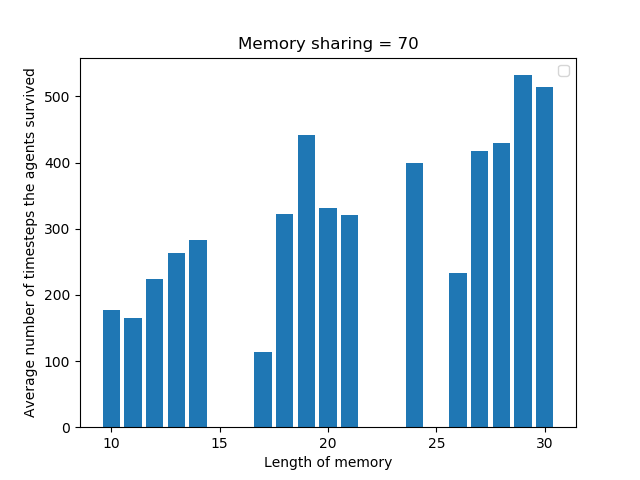 Memory sharing = 70
Average number of timesteps the agents survived
500
400
300
200
100
0
10 15 20 25 30
Length of memory